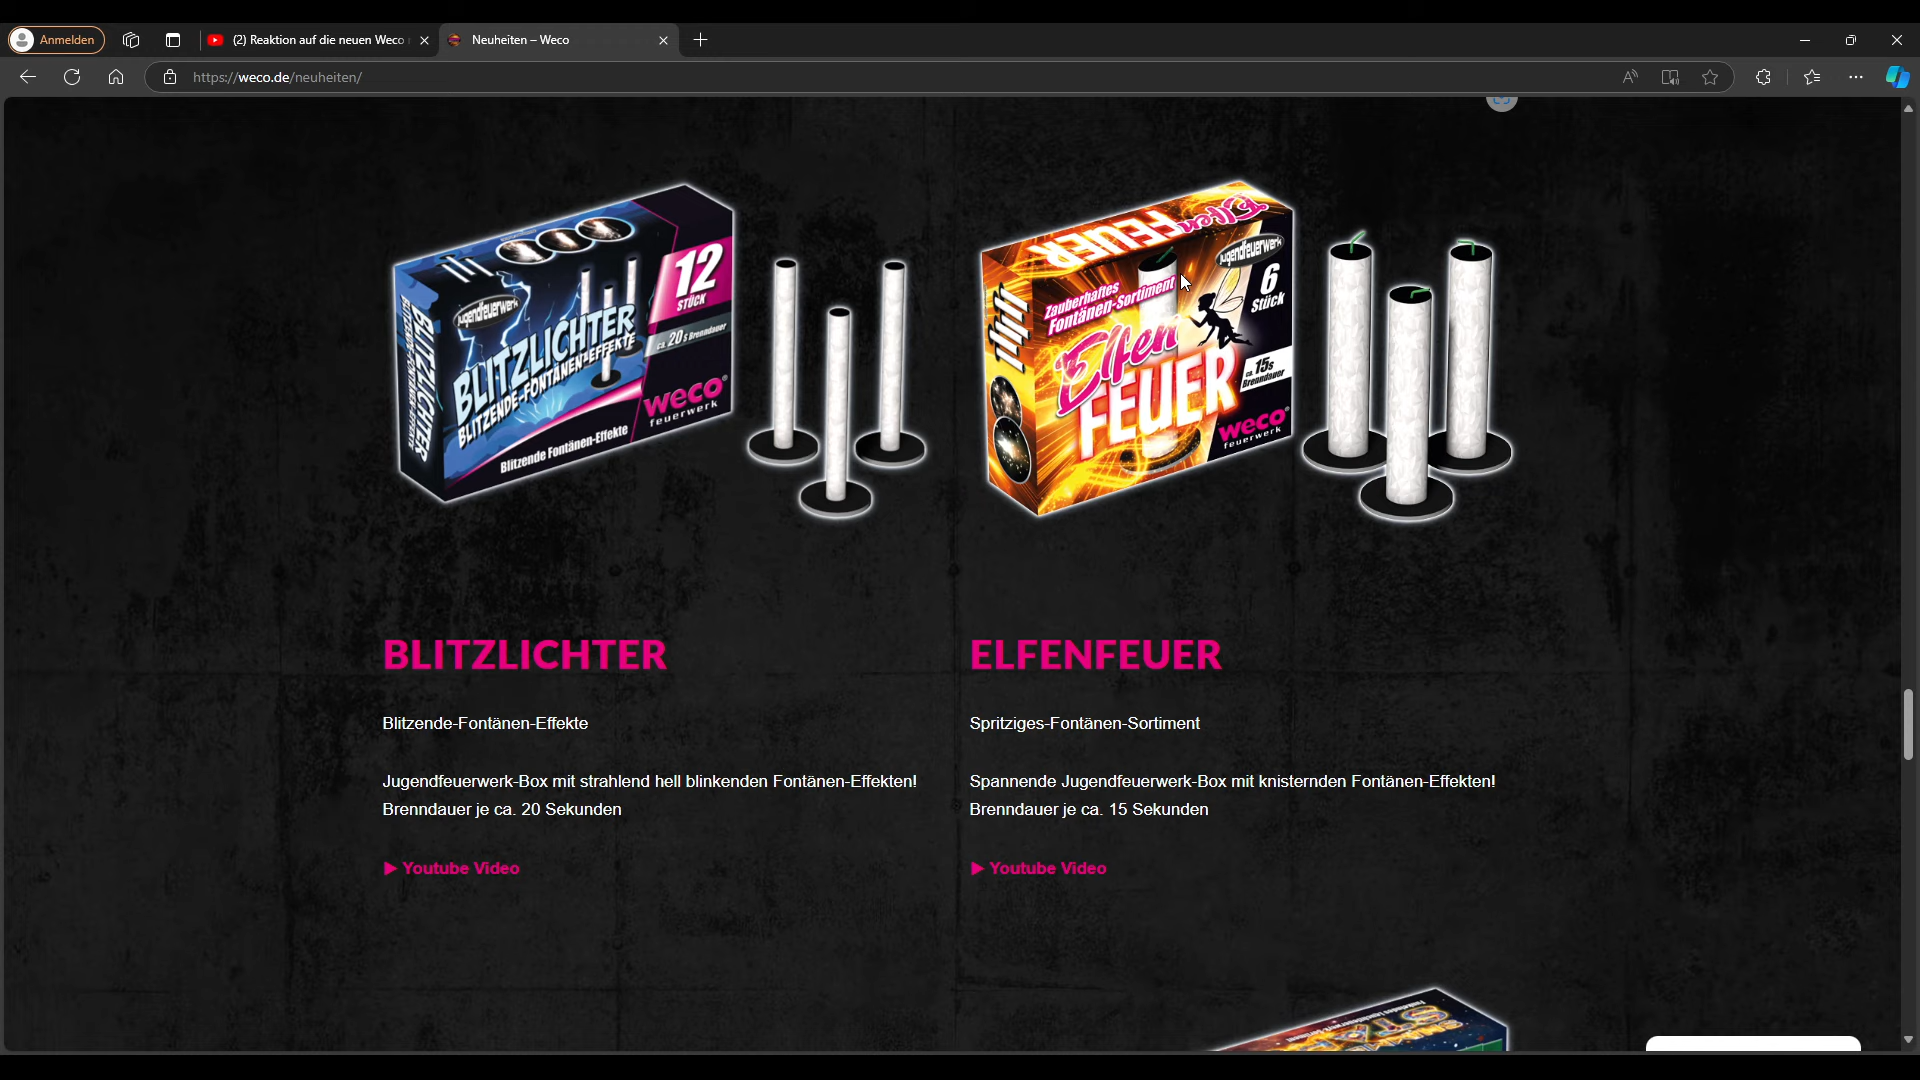 Anmelden
(2) Reaktion auf die neuen Weco
Neuheiten – Weco
https://weco.de/neuheiten/
jugendfeuerwerk
BLITZLICHTER
BLITZENDE-FONTÄNEN-EFFEKTE
12
STÜCK
ca. 20s Brenndauer
weco
feuerwerk
Blitzende Fontänen-Effekte
BLITZLICHTER
Elfen
FEUER
jugendfeuerwerk
Zauberhaftes
Fontänen-Sortiment
6
Stück
Elfen
FEUER
ca. 15s
Brenndauer
weco
feuerwerk
BLITZLICHTER
Blitzende-Fontänen-Effekte
Jugendfeuerwerk-Box mit strahlend hell blinkenden Fontänen-Effekten!
Brenndauer je ca. 20 Sekunden
▶ Youtube Video
ELFENFEUER
Spritziges-Fontänen-Sortiment
Spannende Jugendfeuerwerk-Box mit knisternden Fontänen-Effekten!
Brenndauer je ca. 15 Sekunden
▶ Youtube Video